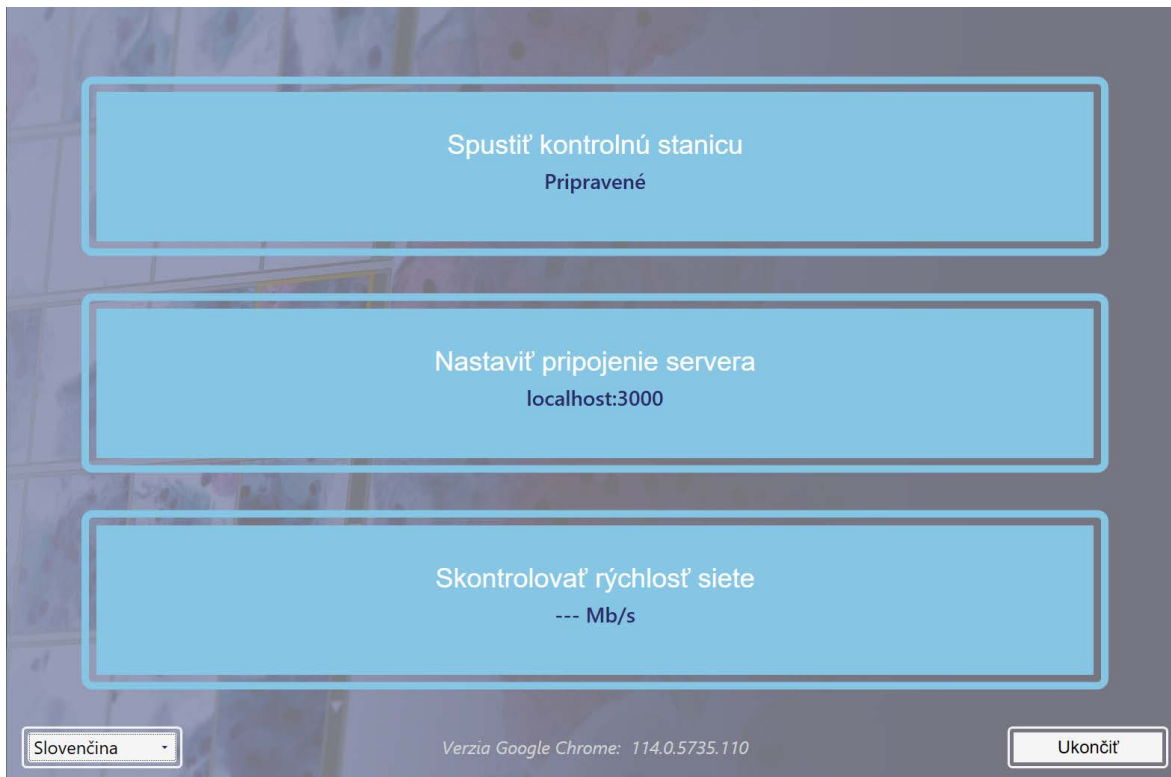 Spustiť kontrolnú stanicu
Pripravené
Nastaviť pripojenie servera
localhost:3000
Skontrolovať rýchlosť siete
--- Mb/s
Slovenčina
Verzia Google Chrome: 114.0.5735.110
Ukončiť